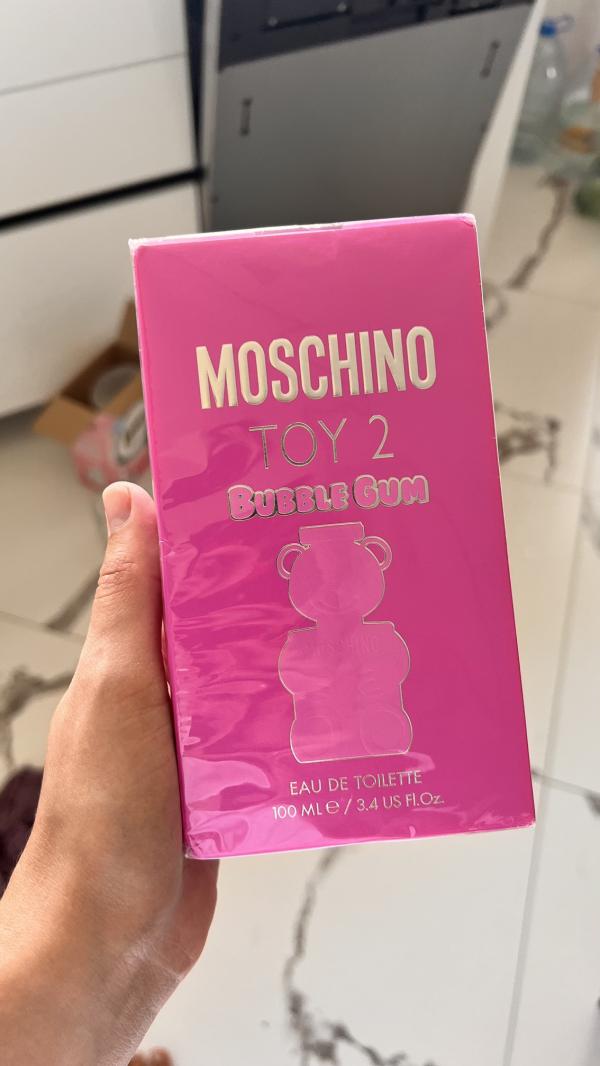 MOSCHINO
TOY 2
BUBBLE GUM
MOSCHINO
EAU DE TOILETTE
100 ML ℮ / 3.4 US Fl.Oz.